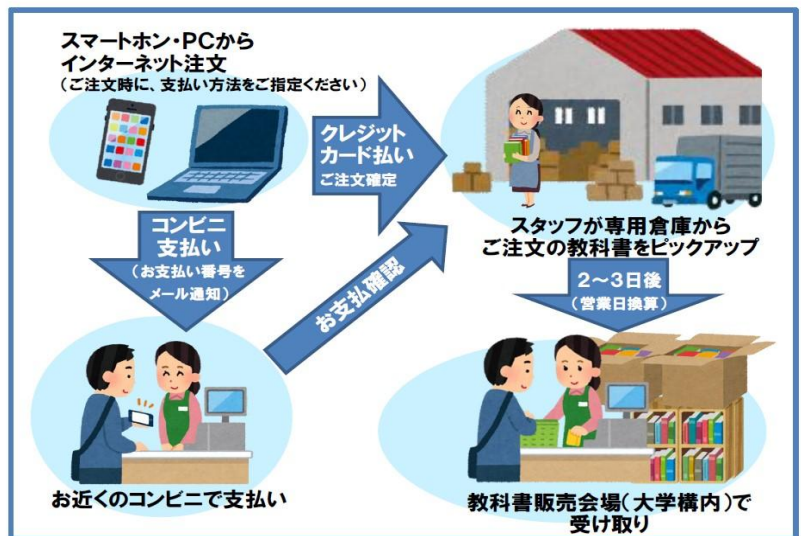 スマートホン・PCから
インターネット注文
（ご注文時に、支払い方法をご指定ください）
クレジット
カード払い
ご注文確定
スタッフが専用倉庫から
ご注文の教科書をピックアップ
コンビニ
支払い
（お支払い番号を
メール通知）
お支払確認
2～3日後
（営業日換算）
お近くのコンビニで支払い
教科書販売会場（大学構内）で
受け取り